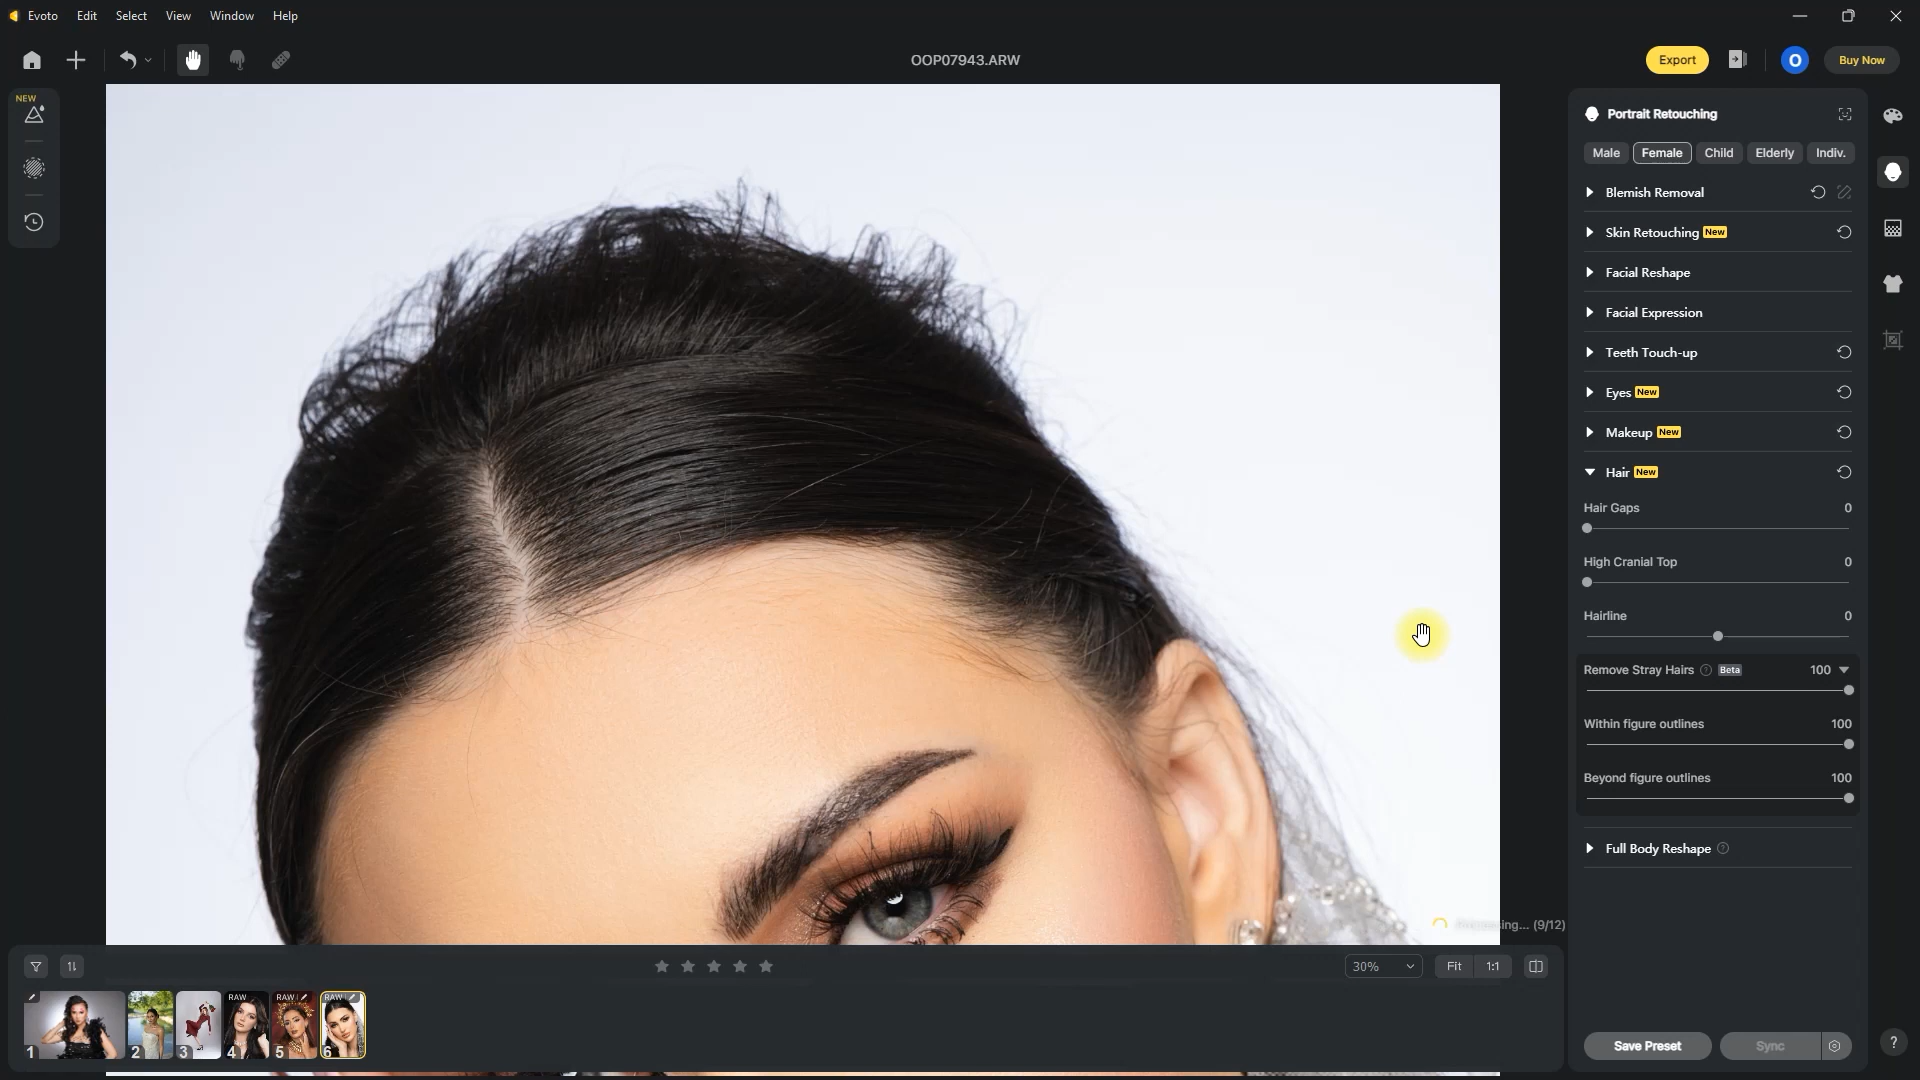 Evoto Edit Select View Window Help
OOP07943.ARW
Export
O
Buy Now
NEW
Portrait Retouching
Male Female Child Elderly Indiv.
Blemish Removal
Skin Retouching New
Facial Reshape
Facial Expression
Teeth Touch-up
Eyes New
Makeup New
Hair New
Hair Gaps 0
High Cranial Top 0
Hairline 0
Remove Stray Hairs ? Beta 100
Within figure outlines 100
Beyond figure outlines 100
Full Body Reshape ?
(9/12)
30% Fit 1:1
RAW RAW RAW
1 2 3 4 5 6
Save Preset Sync
?